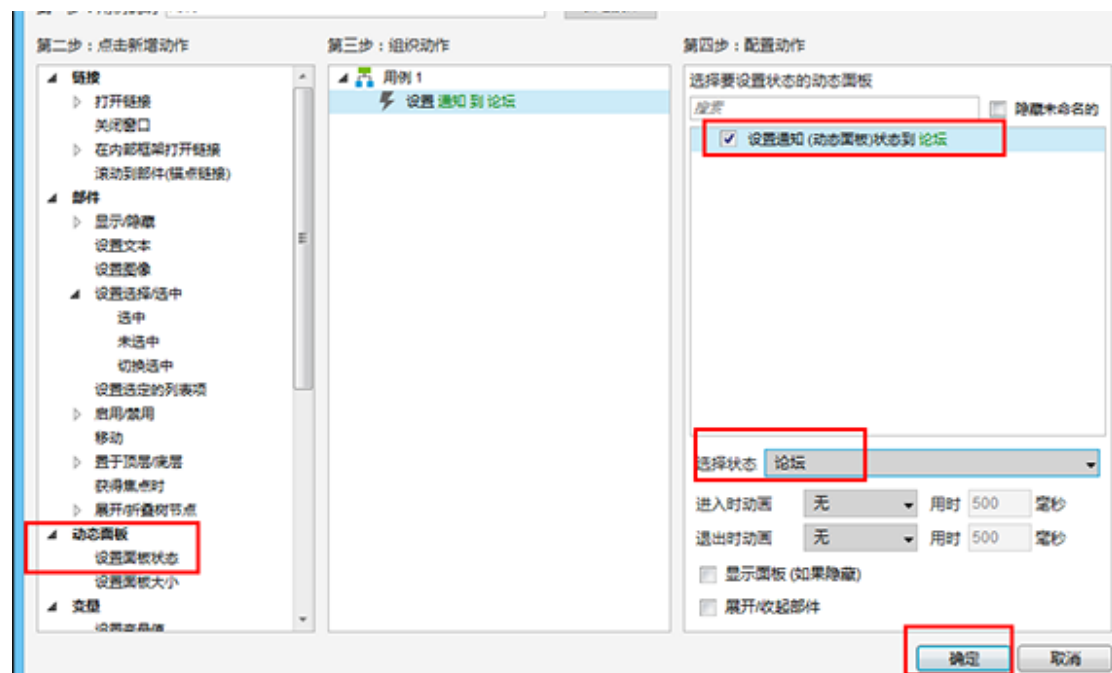 第二步：点击新增动作
第三步：组织动作
第四步：配置动作
链接
打开链接
关闭窗口
在内部框架打开链接
滚动到部件(锚点链接)
部件
显示/隐藏
设置文本
设置图像
设置选择/选中
选中
未选中
切换选中
设置选定的列表项
启用/禁用
移动
置于顶层/底层
获得焦点时
展开/折叠树节点
动态面板
设置面板状态
设置面板大小
变量
设置变量值
用例 1
设置 通知 到 论坛
选择要设置状态的动态面板
搜索
隐藏未命名的
设置通知 (动态面板)状态到 论坛
选择状态 论坛
进入时动画 无 用时 500 毫秒
退出时动画 无 用时 500 毫秒
显示面板 (如果隐藏)
展开/收起部件
确定 取消